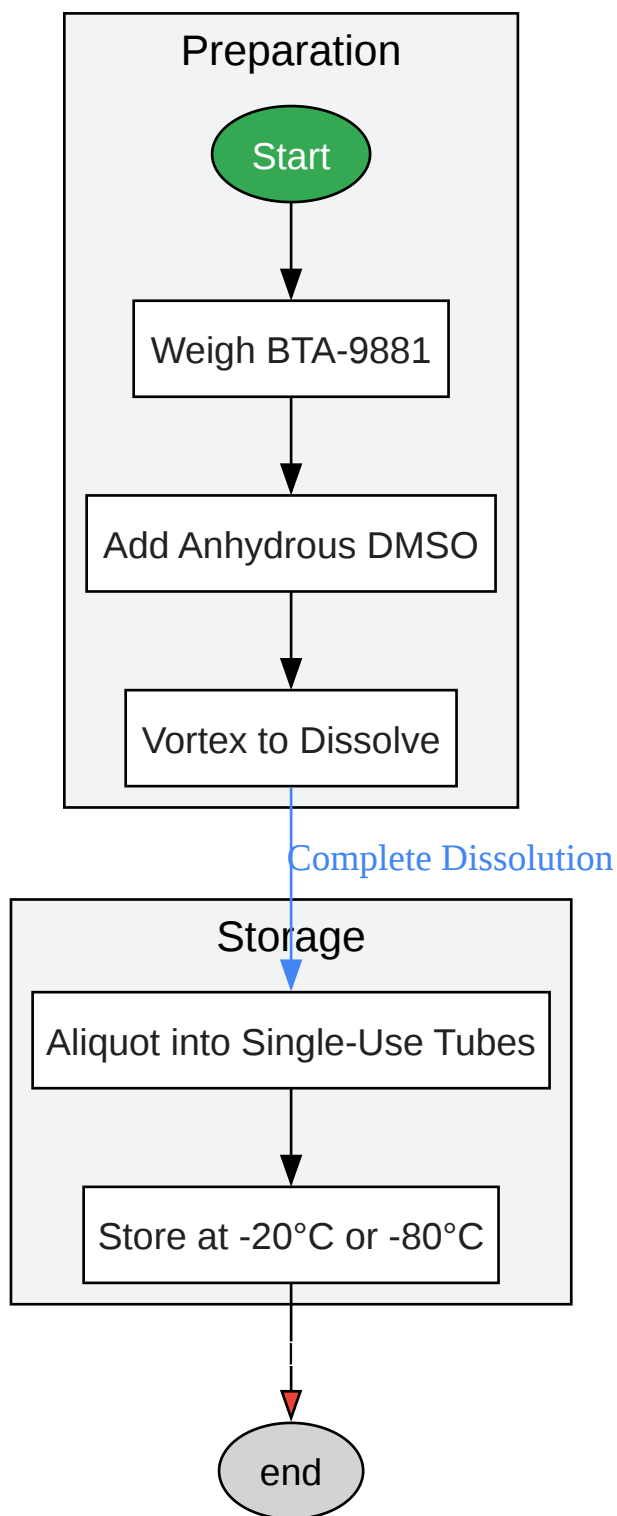 Preparation
Start
Weigh BTA-9881
Add Anhydrous DMSO
Vortex to Dissolve
Complete Dissolution
Storage
Aliquot into Single-Use Tubes
Store at -20°C or -80°C
end